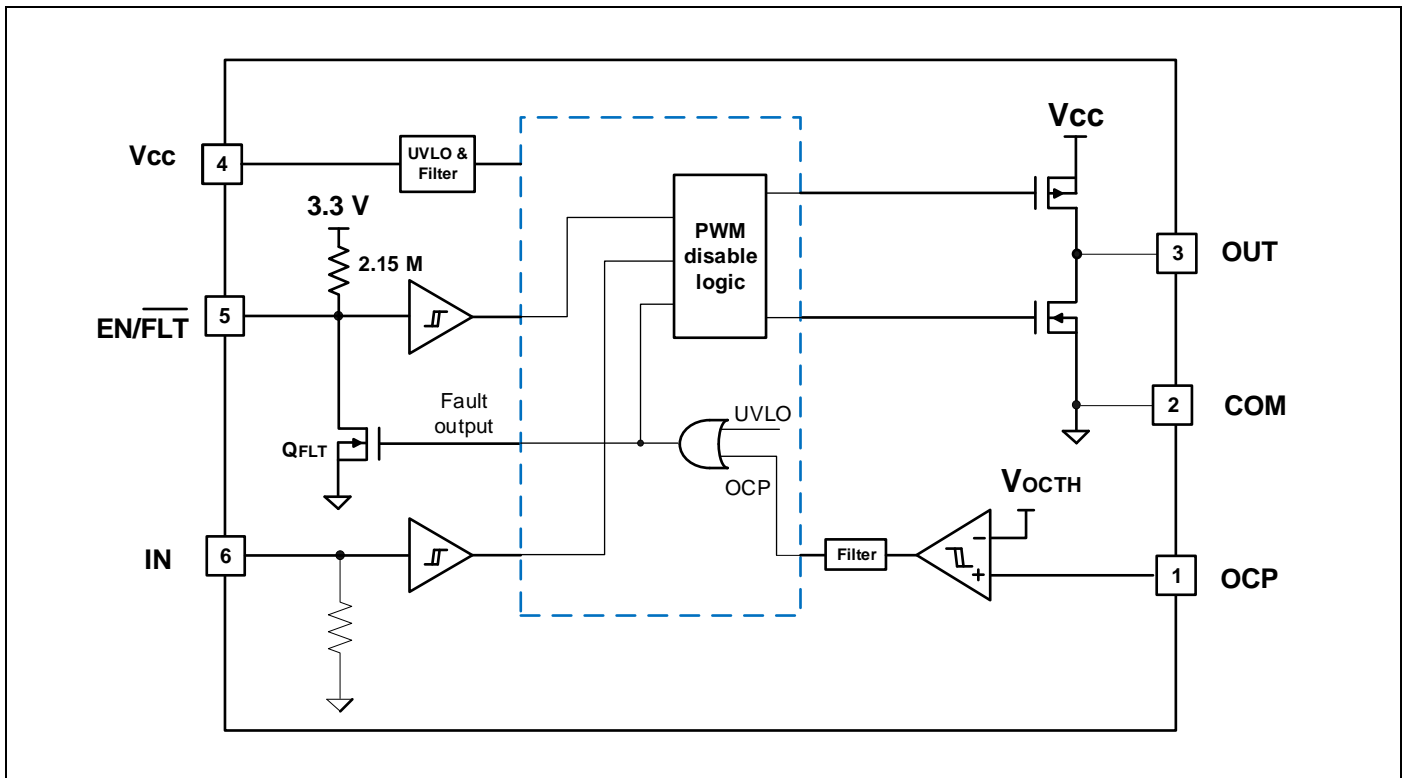 Vcc
4
UVLO &
Filter
3.3 V
2.15 M
EN/FLT
5
Fault
output
QFLT
IN
6
PWM
disable
logic
UVLO
OCP
Filter
VOCTH
-
+
Vcc
3
OUT
2
COM
1
OCP